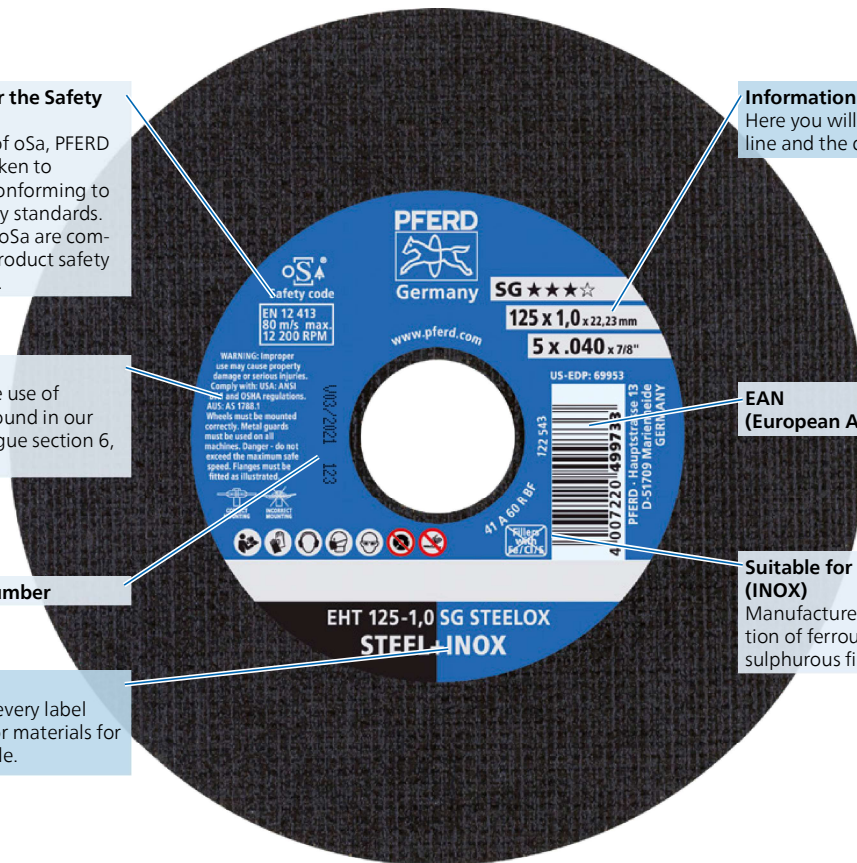 r the Safety
of oSa, PFERD
ken to
onforming to
y standards.
oSa are com-
roduct safety
.
e use of
ound in our
gue section 6,
umber
every label
or materials for
le.
PFERD
Germany
www.pferd.com
oSa
Safety code
EN 12 413
80 m/s max.
12 200 RPM
WARNING: Improper
use may cause property
damage or serious injuries.
Comply with: USA: ANSI
and OSHA regulations.
AUS: AS 1788.1
Wheels must be mounted
correctly. Metal guards
must be used on all
machines. Danger - do not
exceed the maximum safe
speed. Flanges must be
fitted as illustrated.
CORRECT
MOUNTING
INCORRECT
MOUNTING
V03/2021 123
SG ★★★☆
125 x 1,0 x 22,23 mm
5 x .040 x 7/8"
US-EDP: 69953
122 543
4 007220 499733
PFERD · Hauptstrasse 13
D-51709 Marienheide
GERMANY
41 A 60 R BF
Fillers
with
Fe/Cl/S
EHT 125-1,0 SG STEELOX
STEEL+INOX
Information
Here you will
line and the
EAN
(European A
Suitable for
(INOX)
Manufacture
tion of ferrou
sulphurous fi